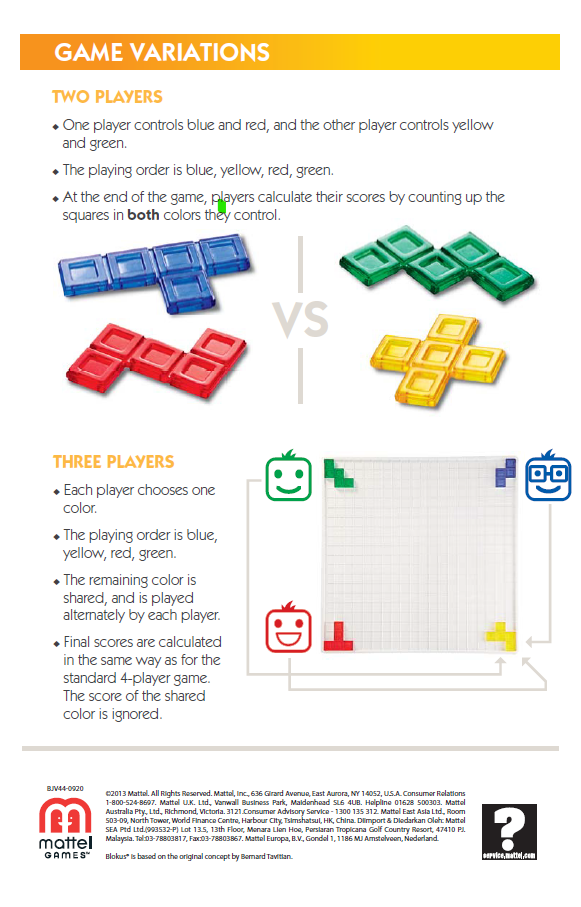 GAME VARIATIONS
TWO PLAYERS
◆ One player controls blue and red, and the other player controls yellow
and green.
◆ The playing order is blue, yellow, red, green.
◆ At the end of the game, players calculate their scores by counting up the
squares in both colors they control.
VS
THREE PLAYERS
◆ Each player chooses one
color.
◆ The playing order is blue,
yellow, red, green.
◆ The remaining color is
shared, and is played
alternately by each player.
◆ Final scores are calculated
in the same way as for the
standard 4-player game.
The score of the shared
color is ignored.
BJV44-0920
mattel
GAMES™
©2013 Mattel. All Rights Reserved. Mattel, Inc., 636 Girard Avenue, East Aurora, NY 14052, U.S.A. Consumer Relations
1-800-524-8697. Mattel U.K. Ltd., Vanwall Business Park, Maidenhead SL6 4UB. Helpline 01628 500303. Mattel
Australia Pty., Ltd., Richmond, Victoria. 3121.Consumer Advisory Service - 1300 135 312. Mattel East Asia Ltd., Room
503-09, North Tower, World Finance Centre, Harbour City, Tsimshatsui, HK, China. Diimport & Diedarkan Oleh: Mattel
SEA Ptd Ltd.(993532-P) Lot 13.5, 13th Floor, Menara Lien Hoe, Persiaran Tropicana Golf Country Resort, 47410 PJ.
Malaysia. Tel:03-78803817, Fax:03-78803867. Mattel Europa, B.V., Gondel 1, 1186 MJ Amstelveen, Nederland.
Blokus® is based on the original concept by Bernard Tavitian.
?
service.mattel.com